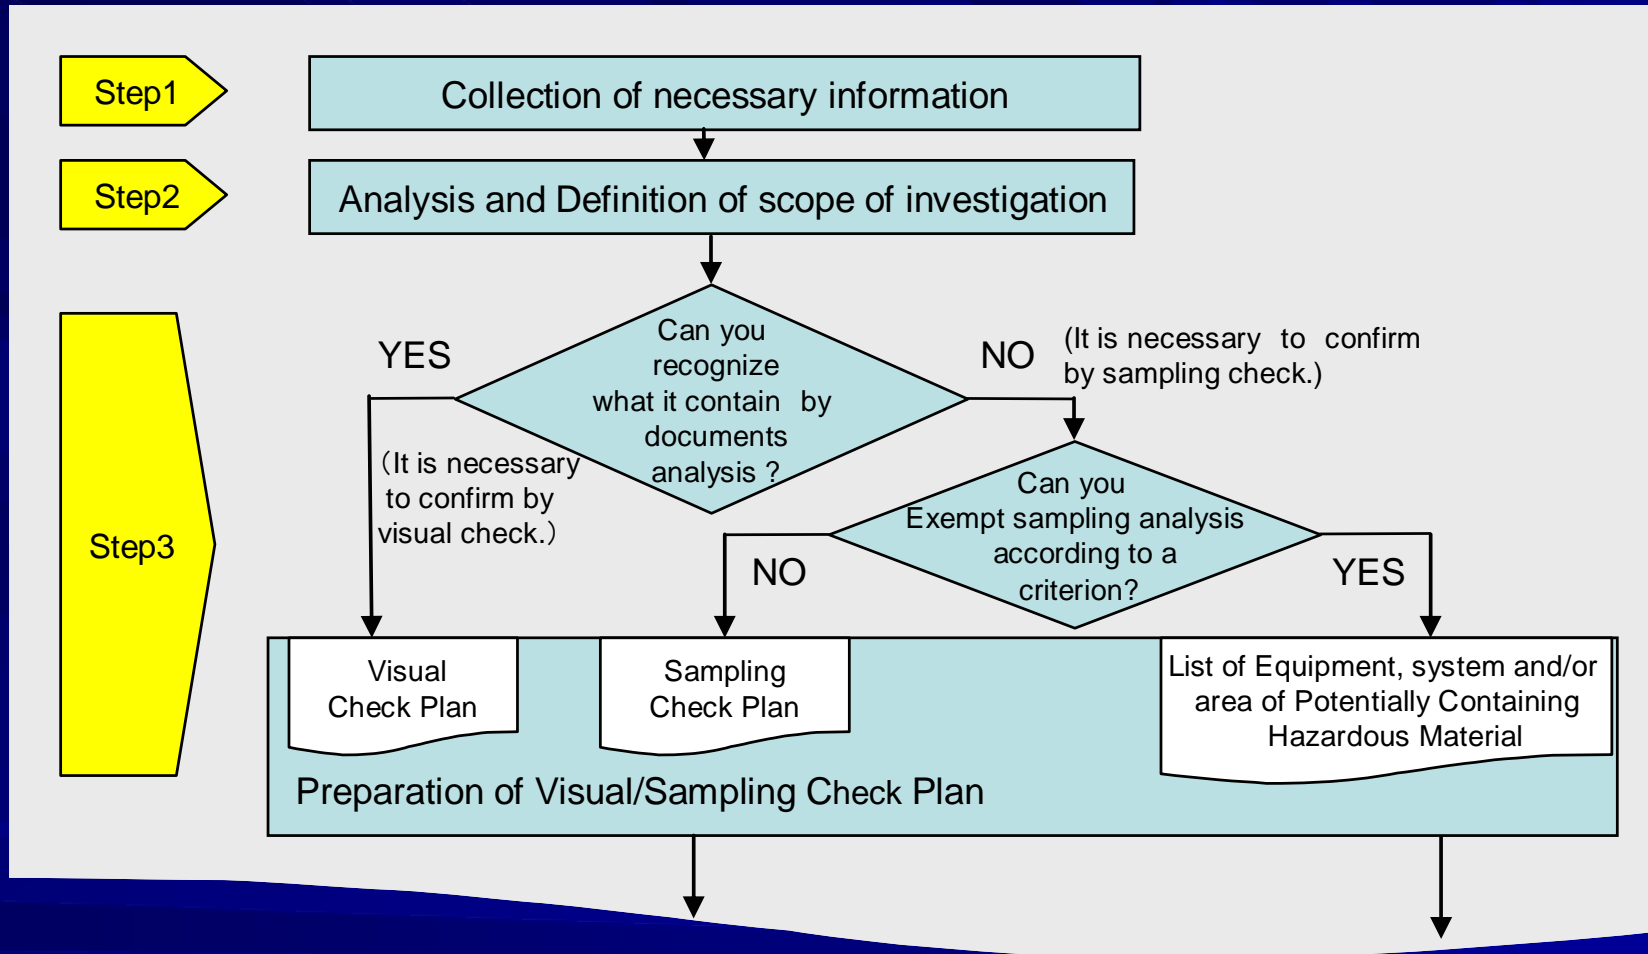 Step1
Collection of necessary information
Step2
Analysis and Definition of scope of investigation
Step3
Can you
recognize
what it contain by
documents
analysis ?
YES
(It is necessary
to confirm by
visual check.)
NO
(It is necessary to confirm
by sampling check.)
Can you
Exempt sampling analysis
according to a
criterion?
NO
YES
Visual
Check Plan
Sampling
Check Plan
List of Equipment, system and/or
area of Potentially Containing
Hazardous Material
Preparation of Visual/Sampling Check Plan